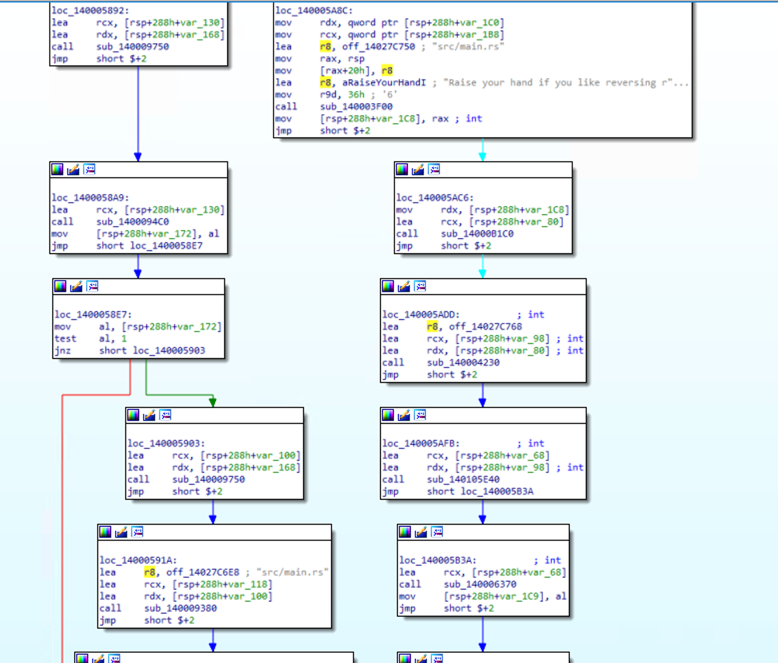 loc_140005892:
lea rcx, [rsp+288h+var_130]
lea rcx, [rsp+288h+var_168]
call sub_140009750
jmp short $+2
loc_140005A8C:
mov rdx, qword ptr [rsp+288h+var_1C0]
mov rcx, qword ptr [rsp+288h+var_1B8]
lea r8, off_14027C750 ; "src/main.rs"
mov rax, rsp
mov [rax+20h], r8
lea r8, aRaiseYourHandI ; "Raise your hand if you like reversing r"...
mov r9d, 36h ; '6'
call sub_140003F00
mov [rsp+288h+var_1C8], rax ; int
jmp short $+2
loc_1400058A9:
lea rcx, [rsp+288h+var_130]
call sub_1400094C0
mov [rsp+288h+var_172], al
jmp short loc_1400058E7
loc_140005AC6:
mov rdx, [rsp+288h+var_1C8]
lea rcx, [rsp+288h+var_80]
call sub_14000B1C0
jmp short $+2
loc_1400058E7:
mov al, [rsp+288h+var_172]
test al, 1
jnz short loc_140005903
loc_140005ADD: ; int
lea r8, off_14027C768
lea rcx, [rsp+288h+var_98] ; int
lea rdx, [rsp+288h+var_80] ; int
call sub_140004230
jmp short $+2
loc_140005903:
lea rcx, [rsp+288h+var_100]
lea rdx, [rsp+288h+var_168]
call sub_140009750
jmp short $+2
loc_140005AFB: ; int
lea rcx, [rsp+288h+var_68]
lea rdx, [rsp+288h+var_98] ; int
call sub_140105E40
jmp short loc_140005B3A
loc_14000591A:
lea r8, off_14027C6E8 ; "src/main.rs"
lea rcx, [rsp+288h+var_118]
lea rdx, [rsp+288h+var_100]
call sub_140009380
jmp short $+2
loc_140005B3A: ; int
lea rcx, [rsp+288h+var_68]
call sub_140006370
mov [rsp+288h+var_1C9], al
jmp short $+2